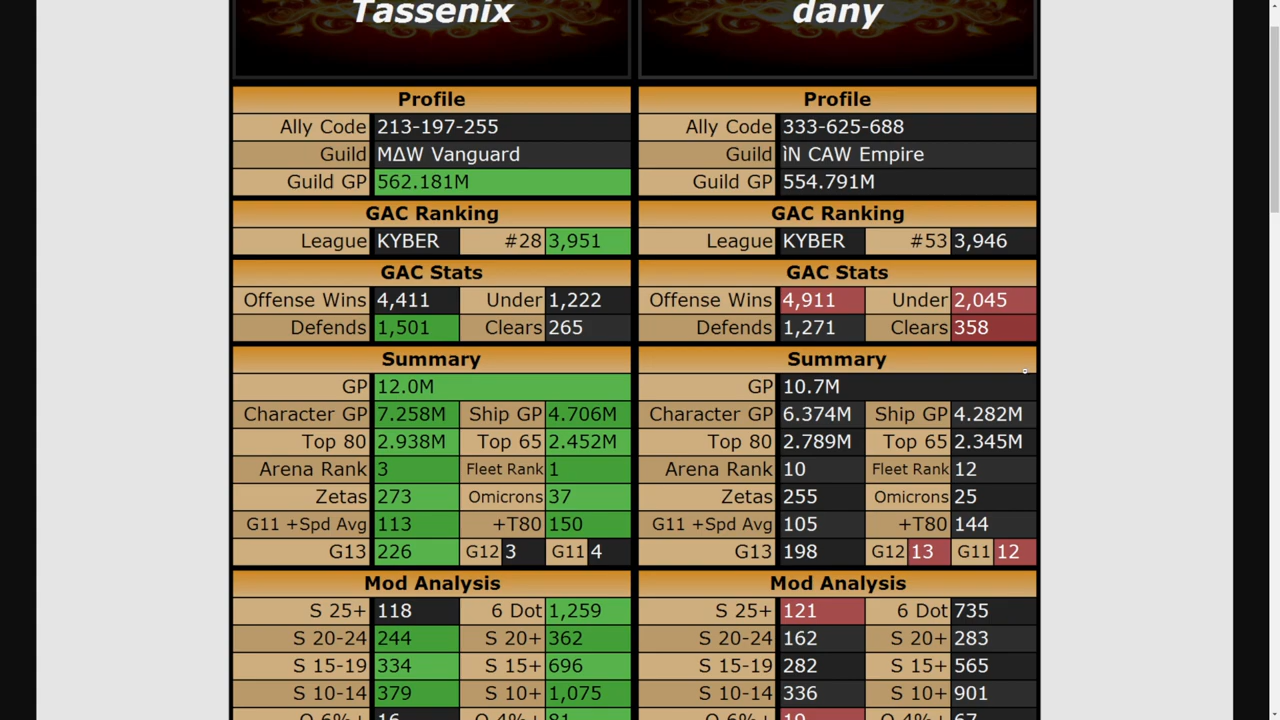 Tassenix dany
Profile Profile
Ally Code 213-197-255 Ally Code 333-625-688
Guild MΔW Vanguard Guild ìN CAW Empire
Guild GP 562.181M Guild GP 554.791M
GAC Ranking GAC Ranking
League KYBER #28 3,951 League KYBER #53 3,946
GAC Stats GAC Stats
Offense Wins 4,411 Under 1,222 Offense Wins 4,911 Under 2,045
Defends 1,501 Clears 265 Defends 1,271 Clears 358
Summary Summary
GP 12.0M GP 10.7M
Character GP 7.258M Ship GP 4.706M Character GP 6.374M Ship GP 4.282M
Top 80 2.938M Top 65 2.452M Top 80 2.789M Top 65 2.345M
Arena Rank 3 Fleet Rank 1 Arena Rank 10 Fleet Rank 12
Zetas 273 Omicrons 37 Zetas 255 Omicrons 25
G11 +Spd Avg 113 +T80 150 G11 +Spd Avg 105 +T80 144
G13 226 G12 3 G11 4 G13 198 G12 13 G11 12
Mod Analysis Mod Analysis
S 25+ 118 6 Dot 1,259 S 25+ 121 6 Dot 735
S 20-24 244 S 20+ 362 S 20-24 162 S 20+ 283
S 15-19 334 S 15+ 696 S 15-19 282 S 15+ 565
S 10-14 379 S 10+ 1,075 S 10-14 336 S 10+ 901